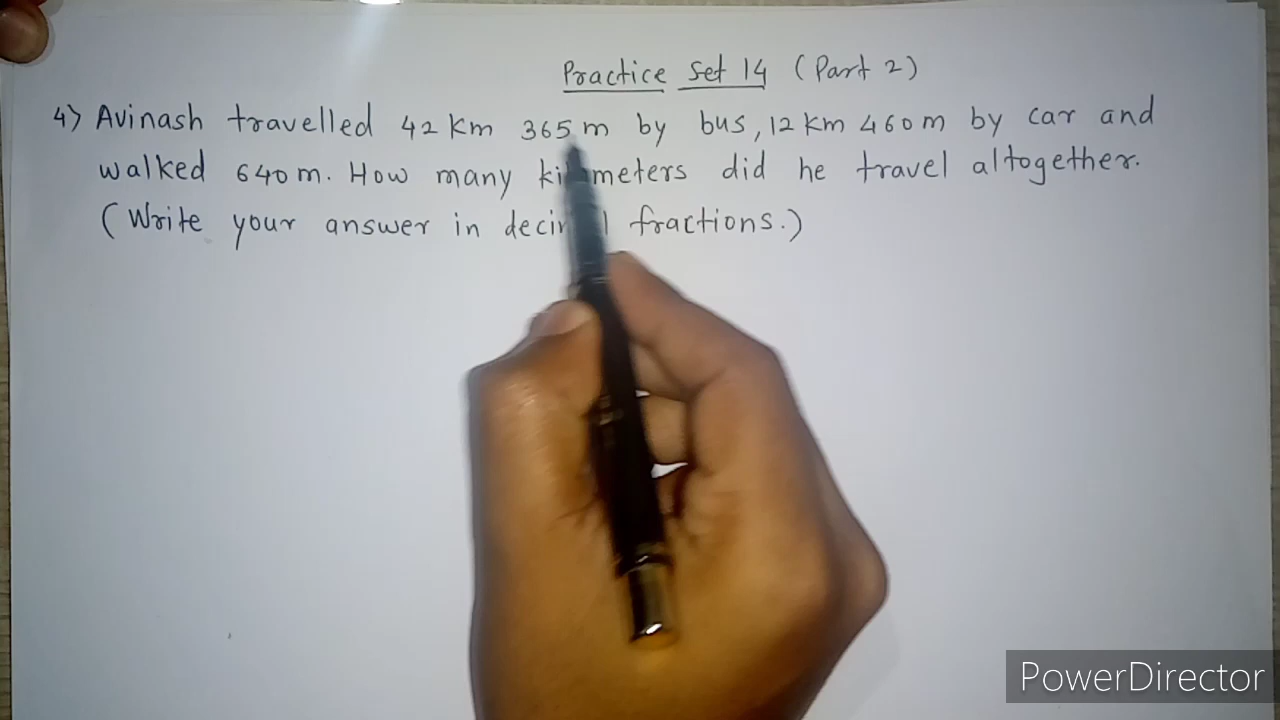 Practice Set 14 (Part 2)
4) Avinash travelled 42 km 365 m by bus, 12 km 460 m by car and
walked 640 m. How many meters did he travel altogether.
(Write your answer in fractions.)
PowerDirector